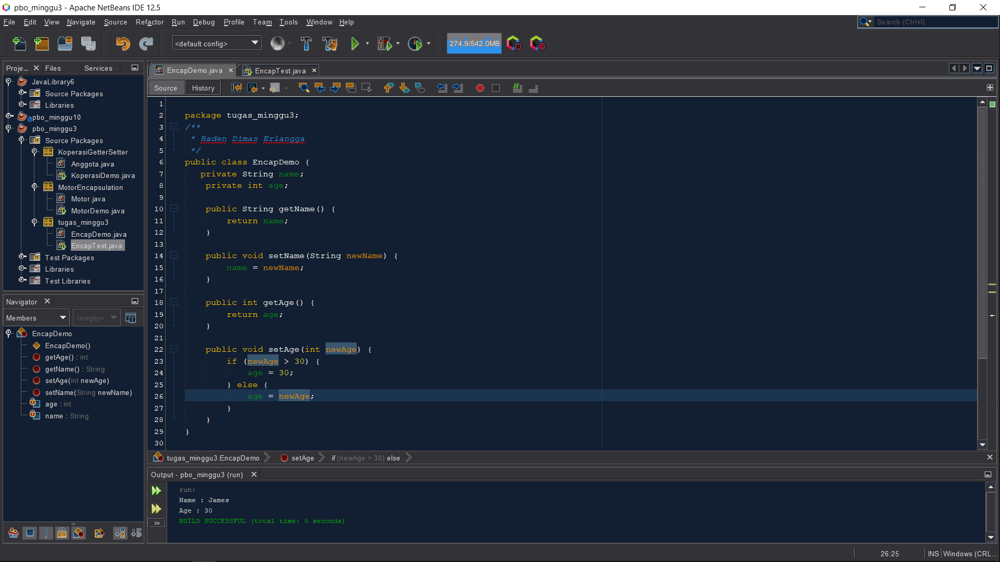 pbo_minggu3 - Apache NetBeans IDE 12.5
File Edit View Navigate Source Refactor Run Debug Profile Team Tools Window Help
Search (Ctrl+I)
<default config>
274.9/542.0MB
Proje... Files Services
JavaLibrary6
Source Packages
Libraries
pbo_minggu10
pbo_minggu3
Source Packages
KoperasiGetterSetter
Anggota.java
KoperasiDemo.java
MotorEncapsulation
Motor.java
MotorDemo.java
tugas_minggu3
EncapDemo.java
EncapTest.java
Test Packages
Libraries
Test Libraries
Navigator
Members <empty>
EncapDemo
EncapDemo()
getAge() : int
getName() : String
setAge(int newAge)
setName(String newName)
age : int
name : String
EncapDemo.java EncapTest.java
Source History
1
2 package tugas_minggu3;
3 /**
4 * Raden Dimas Erlangga
5 */
6 public class EncapDemo {
7 private String name;
8 private int age;
9
10 public String getName() {
11 return name;
12 }
13
14 public void setName(String newName) {
15 name = newName;
16 }
17
18 public int getAge() {
19 return age;
20 }
21
22 public void setAge(int newAge) {
23 if (newAge > 30) {
24 age = 30;
25 } else {
26 age = newAge;
27 }
28 }
29 }
30
tugas_minggu3.EncapDemo setAge if (newAge > 30) else
Output - pbo_minggu3 (run)
run:
Name : James
Age : 30
BUILD SUCCESSFUL (total time: 0 seconds)
26:25 INS Windows (CRL...